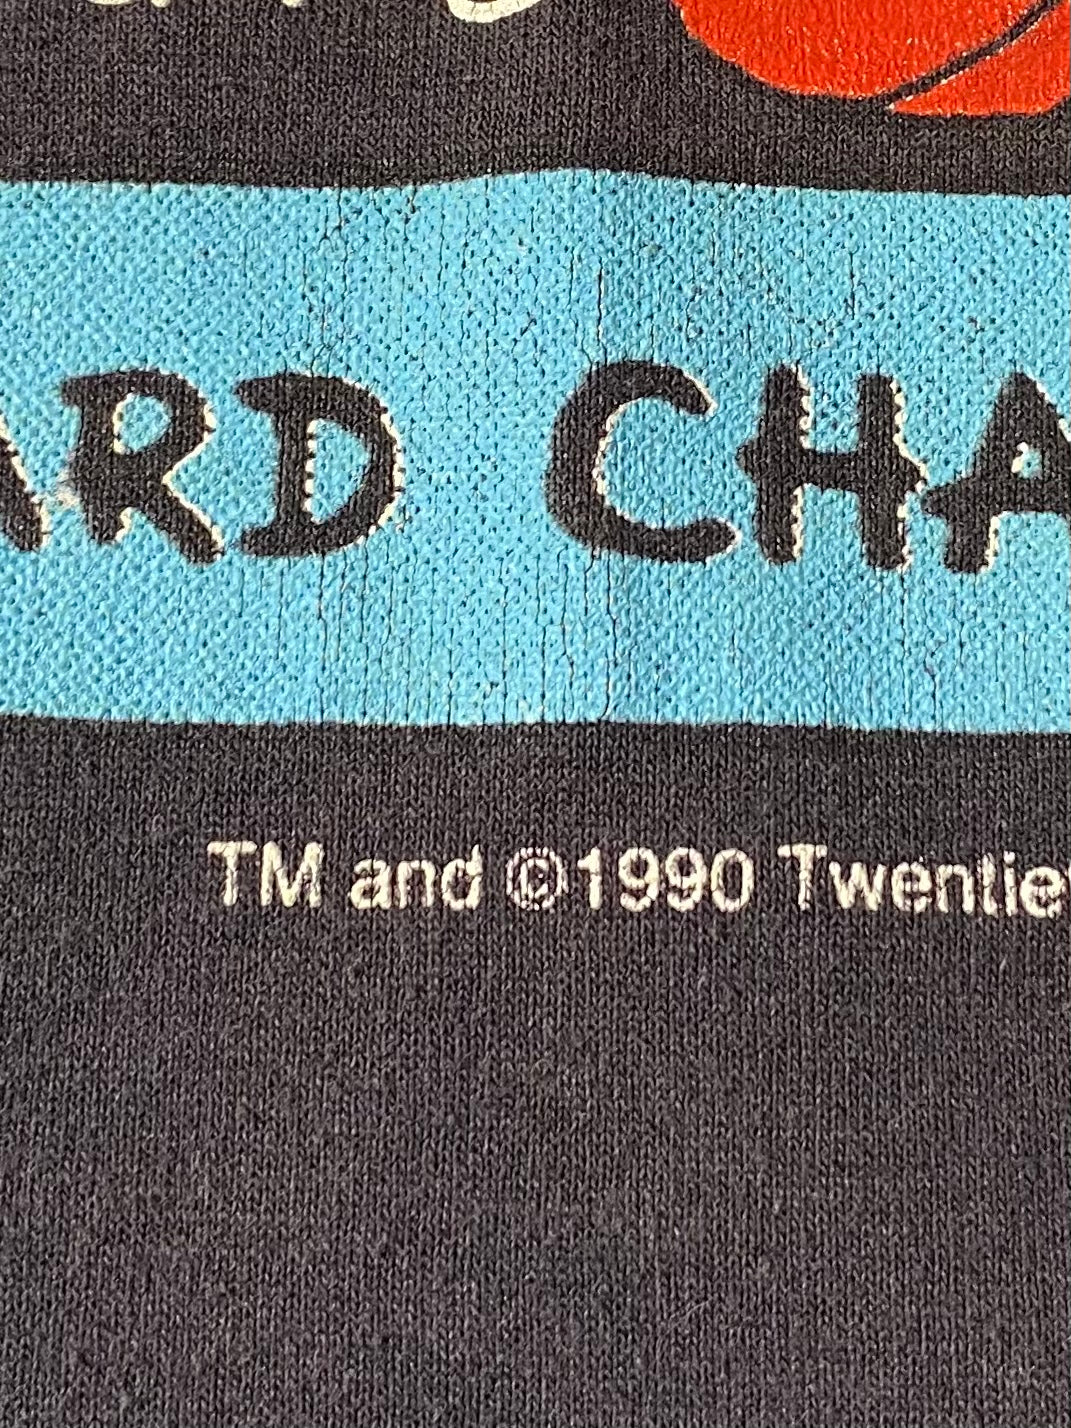 ARD CHA
TM and ©1990 Twentie